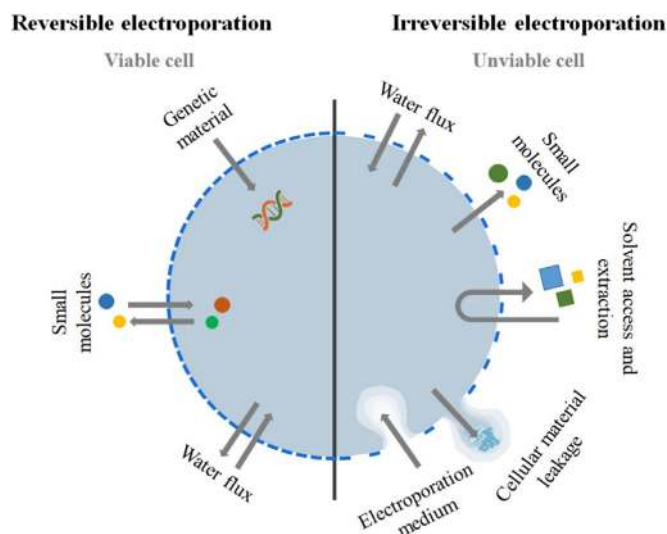 Reversible electroporation
Viable cell
Genetic
material
Small
molecules
Water flux
Irreversible electroporation
Unviable cell
Water flux
Small
molecules
Solvent access and
extraction
Cellular material
leakage
Electroporation
medium